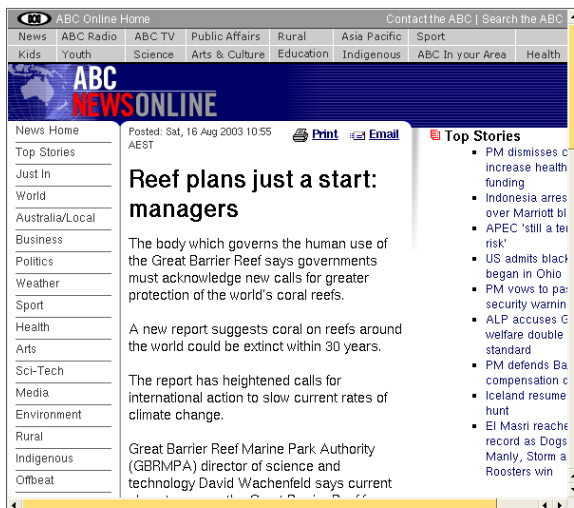 ABC Online Home
Contact the ABC | Search the ABC
News ABC Radio ABC TV Public Affairs Rural Asia Pacific Sport
Kids Youth Science Arts & Culture Education Indigenous ABC In your Area Health
ABC
NEWSONLINE
News Home
Top Stories
Just In
World
Australia/Local
Business
Politics
Weather
Sport
Health
Arts
Sci-Tech
Media
Environment
Rural
Indigenous
Offbeat
Posted: Sat, 16 Aug 2003 10:55
AEST
Print Email
Reef plans just a start:
managers
The body which governs the human use of
the Great Barrier Reef says governments
must acknowledge new calls for greater
protection of the world's coral reefs.
A new report suggests coral on reefs around
the world could be extinct within 30 years.
The report has heightened calls for
international action to slow current rates of
climate change.
Great Barrier Reef Marine Park Authority
(GBRMPA) director of science and
technology David Wachenfeld says current
Top Stories
PM dismisses c
increase health
funding
Indonesia arres
over Marriott bl
APEC 'still a te
risk'
US admits black
began in Ohio
PM vows to pa
security warnin
ALP accuses G
welfare double
standard
PM defends Ba
compensation c
Iceland resume
hunt
El Masri reache
record as Dogs
Manly, Storm a
Roosters win